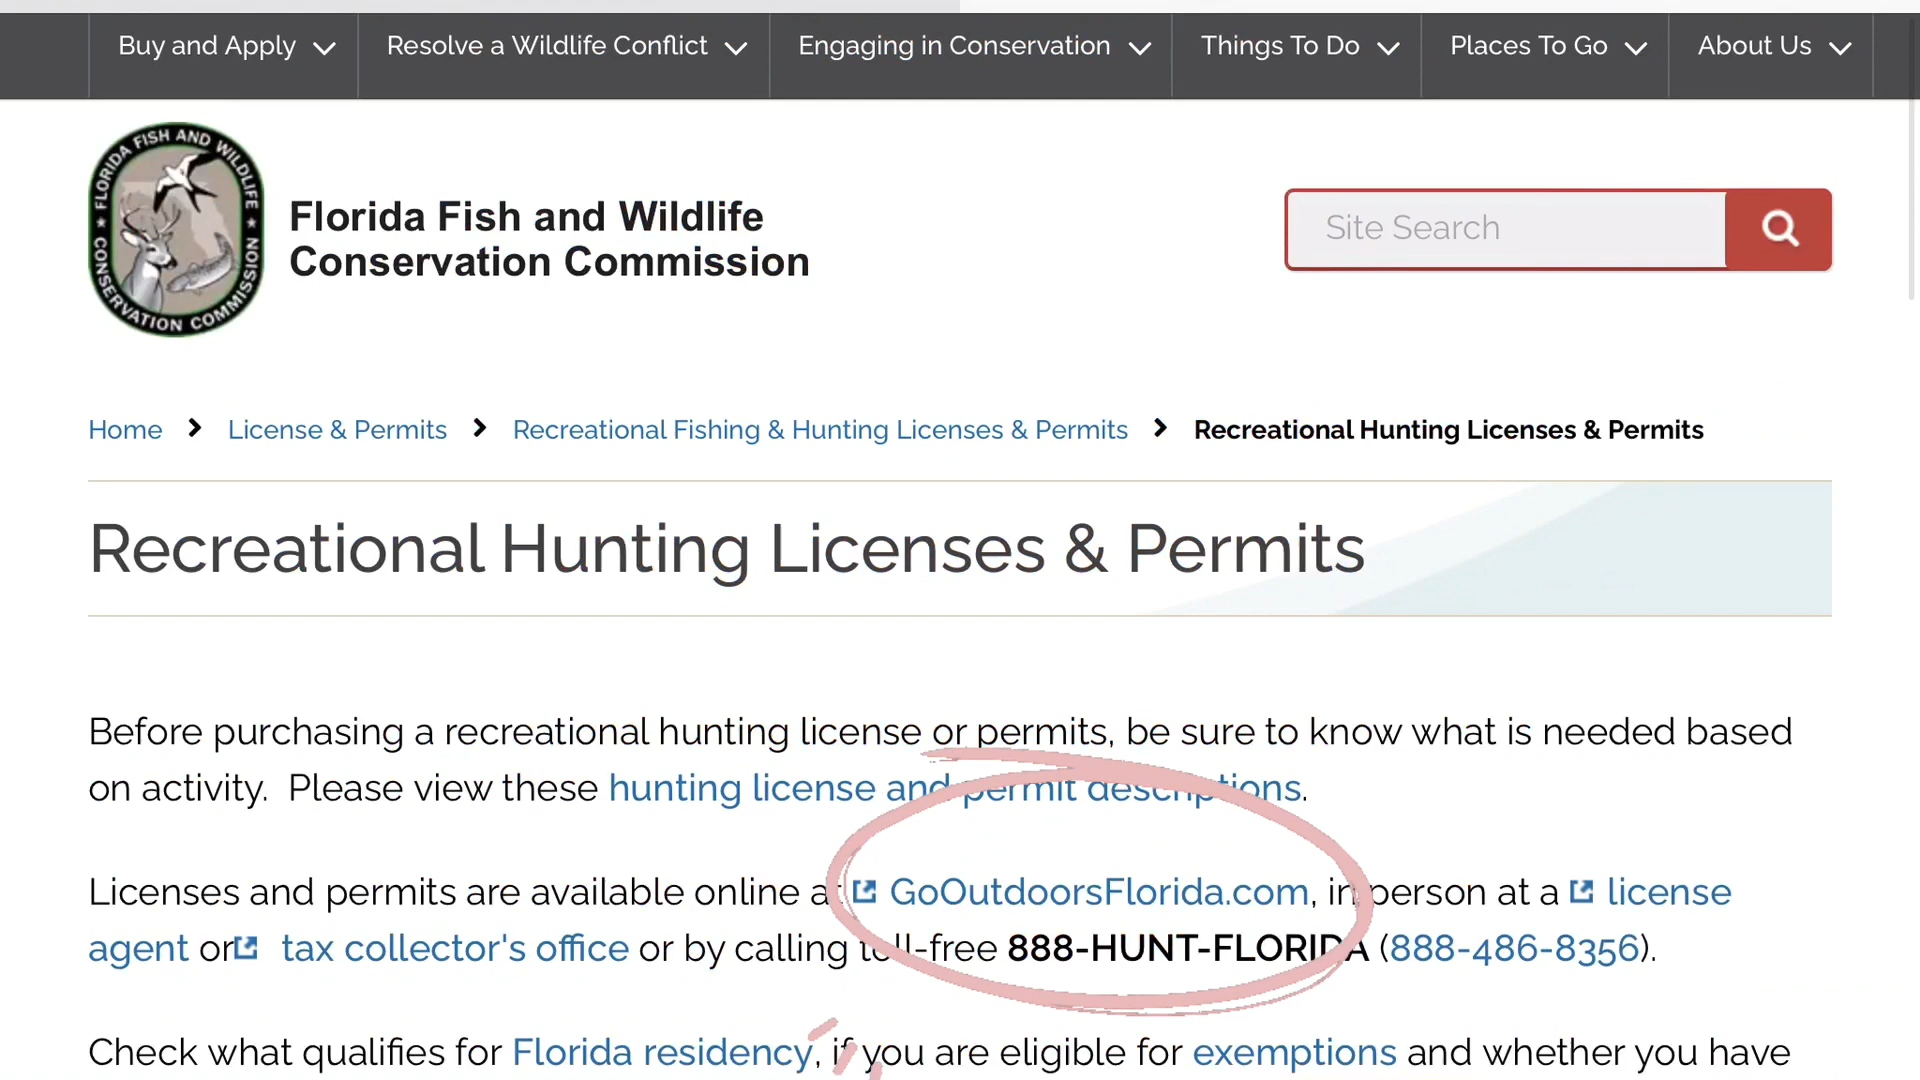 Buy and Apply Resolve a Wildlife Conflict Engaging in Conservation Things To Do Places To Go About Us
FLORIDA FISH AND WILDLIFE
CONSERVATION COMMISSION
Florida Fish and Wildlife
Conservation Commission
Site Search
Home License & Permits Recreational Fishing & Hunting Licenses & Permits Recreational Hunting Licenses & Permits
Recreational Hunting Licenses & Permits
Before purchasing a recreational hunting license or permits, be sure to know what is needed based
on activity. Please view these hunting license and permit descriptions.
Licenses and permits are available online at GoOutdoorsFlorida.com, in person at a license
agent or tax collector's office or by calling toll-free 888-HUNT-FLORIDA (888-486-8356).
Check what qualifies for Florida residency, if you are eligible for exemptions and whether you have